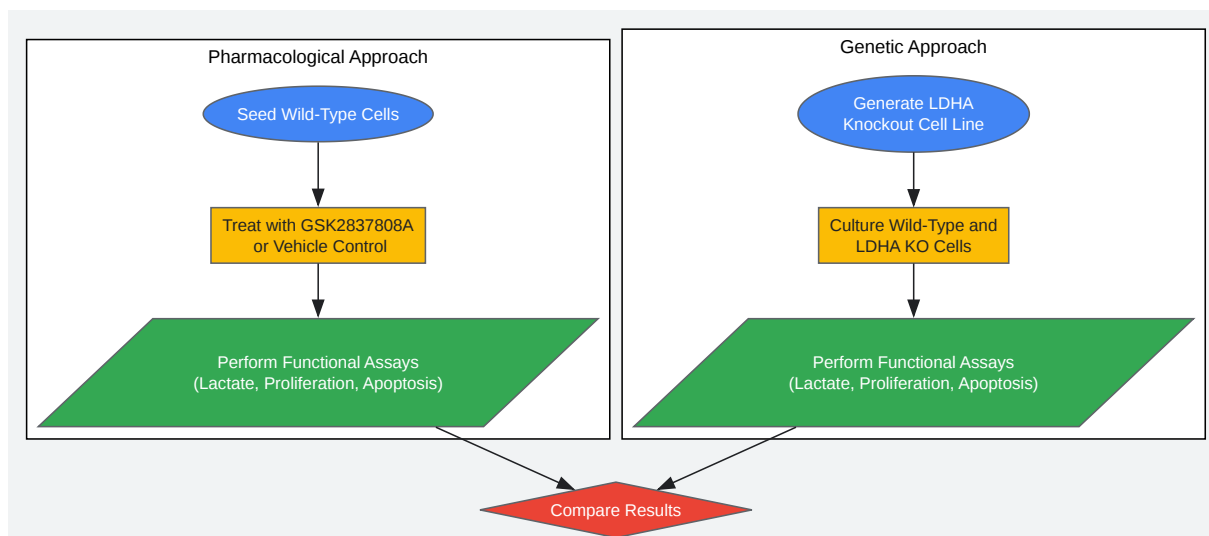 Pharmacological Approach
Seed Wild-Type Cells
Treat with GSK2837808A
or Vehicle Control
Perform Functional Assays
(Lactate, Proliferation, Apoptosis)
Genetic Approach
Generate LDHA
Knockout Cell Line
Culture Wild-Type and
LDHA KO Cells
Perform Functional Assays
(Lactate, Proliferation, Apoptosis)
Compare Results